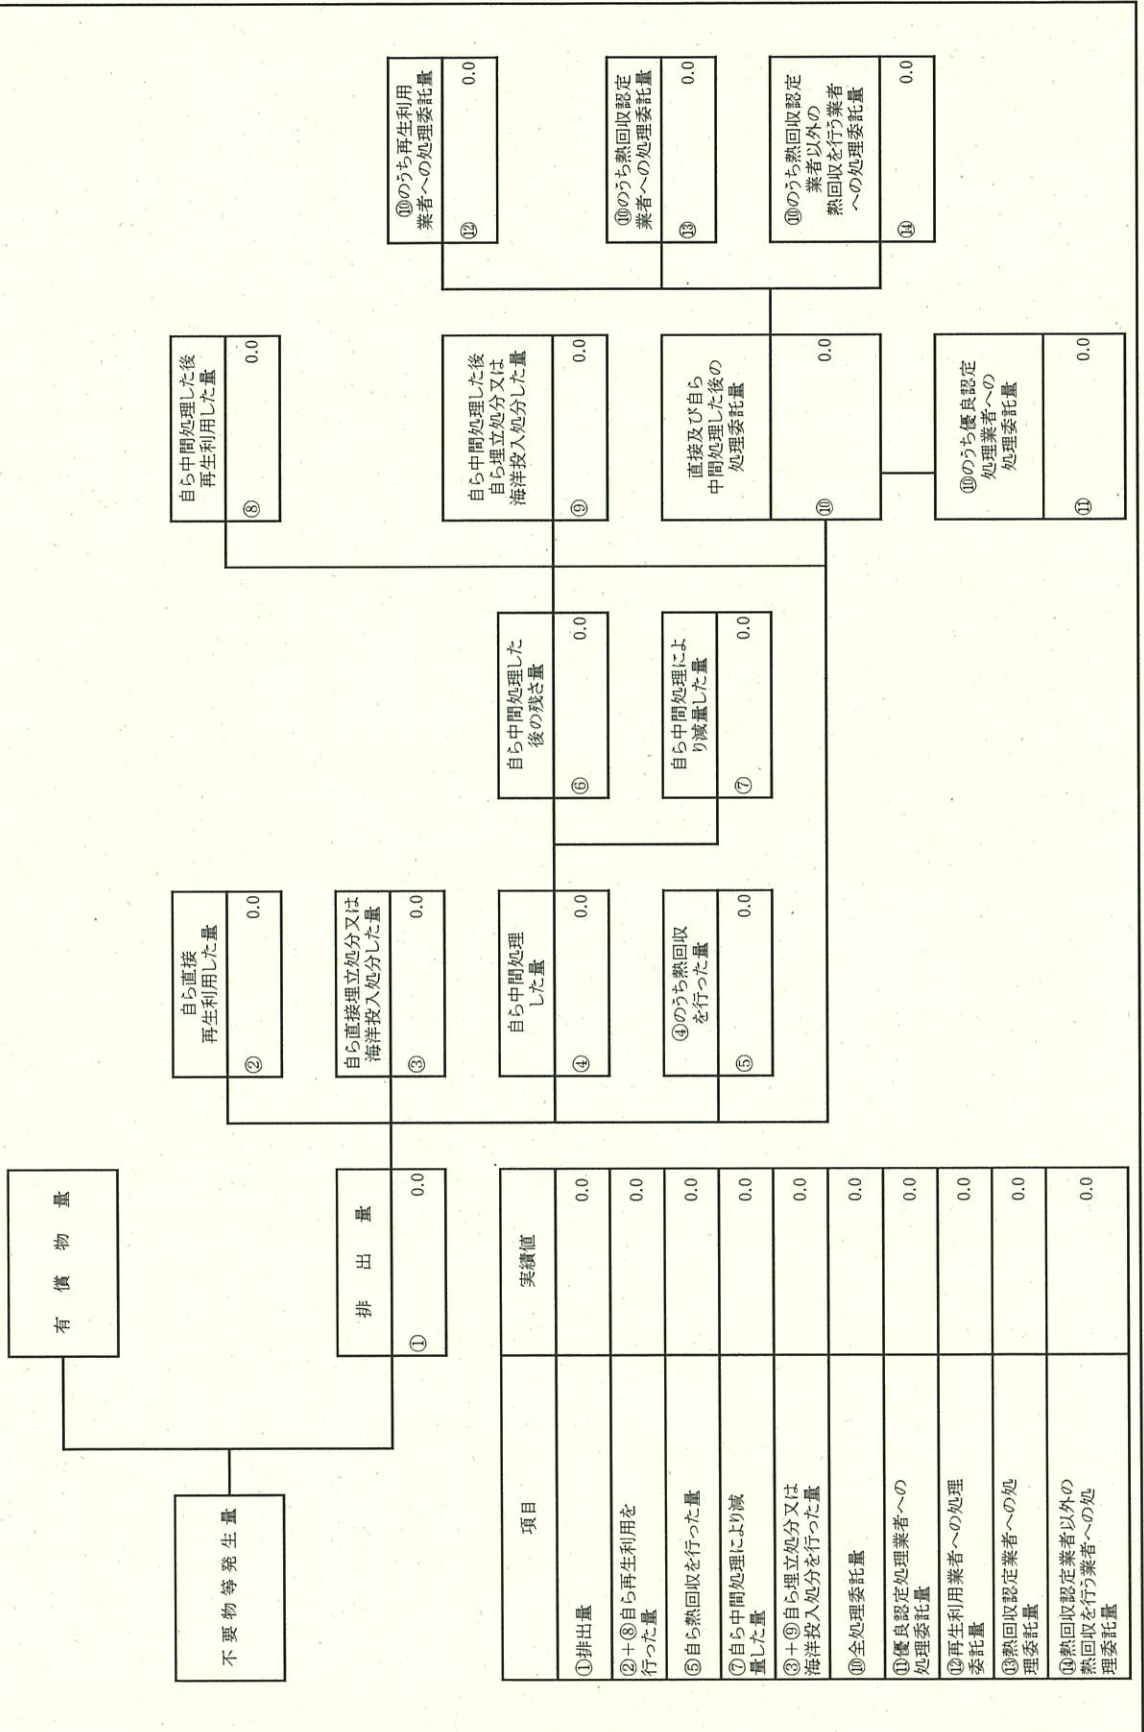 有償物量
不要物等発生量
排出量
① 0.0
自ら直接
再生利用した量
② 0.0
自ら直接埋立処分又は
海洋投入処分した量
③ 0.0
自ら中間処理
した量
④ 0.0
④のうち熱回収
を行った量
⑤ 0.0
自ら中間処理した
後の残さ量
⑥ 0.0
自ら中間処理によ
り減量した量
⑦ 0.0
自ら中間処理した後
再生利用した量
⑧ 0.0
自ら中間処理した後
自ら埋立処分又は
海洋投入処分した量
⑨ 0.0
直接及び自ら
中間処理した後の
処理委託量
⑩ 0.0
⑩のうち優良認定
処理業者への
処理委託量
⑪ 0.0
⑩のうち再生利用
業者への処理委託量
⑫ 0.0
⑩のうち熱回収認定
業者への処理委託量
⑬ 0.0
⑩のうち熱回収認定
業者以外の
熱回収を行う業者
への処理委託量
⑭ 0.0
項目 実績値
①排出量 0.0
②+⑧自ら再生利用を
行った量 0.0
⑤自ら熱回収を行った量 0.0
⑦自ら中間処理により減
量した量 0.0
③+⑨自ら埋立処分又は
海洋投入処分を行った量 0.0
⑩全処理委託量 0.0
⑪優良認定処理業者への
処理委託量 0.0
⑫再生利用業者への処理
委託量 0.0
⑬熱回収認定業者への処
理委託量 0.0
⑭熱回収認定業者以外の
熱回収を行う業者への処
理委託量 0.0